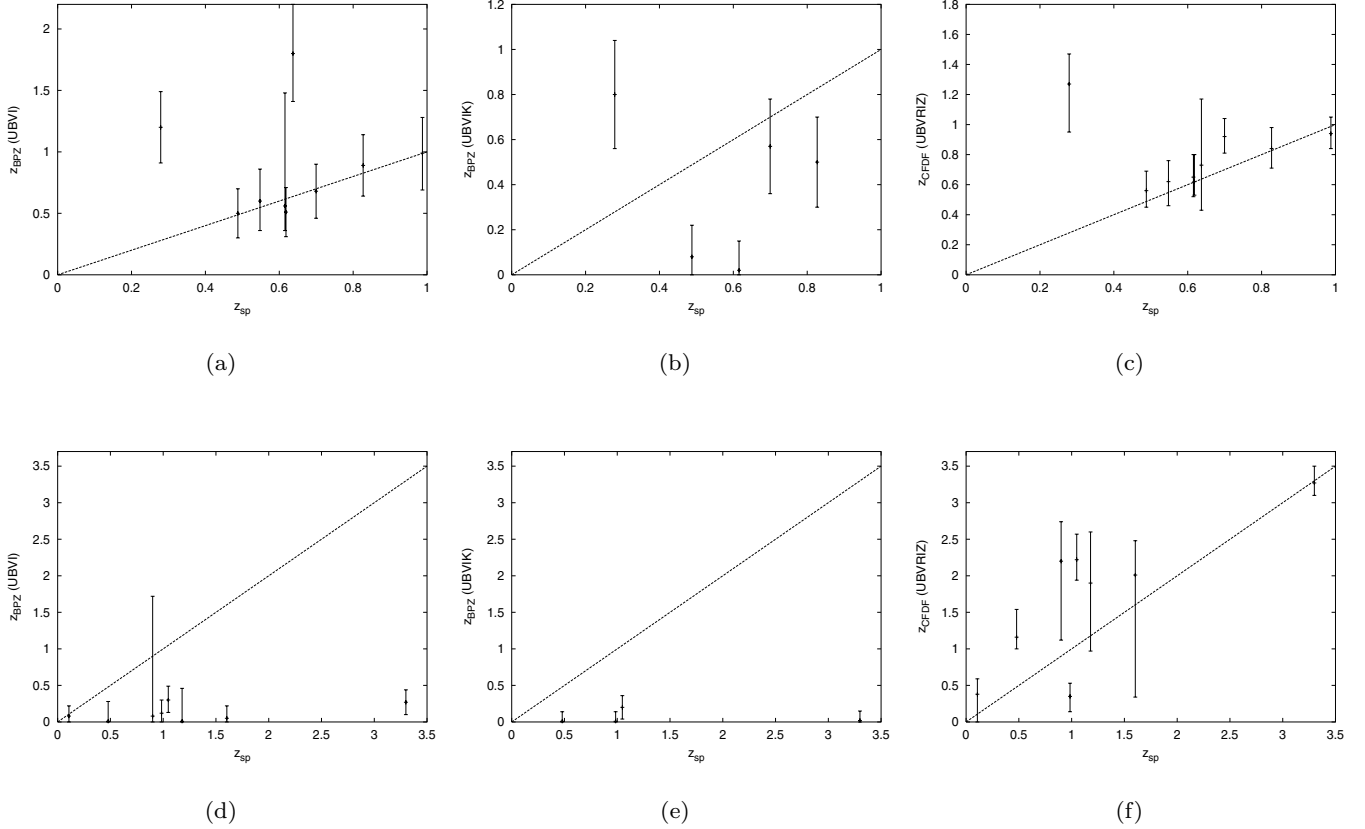 2
1.5
1
0.5
0
0 0.2 0.4 0.6 0.8 1
z_BPZ (UBVI)
z_sp
(a)
1.2
1
0.8
0.6
0.4
0.2
0
0 0.2 0.4 0.6 0.8 1
z_BPZ (UBVIK)
z_sp
(b)
1.8
1.6
1.4
1.2
1
0.8
0.6
0.4
0.2
0
0 0.2 0.4 0.6 0.8 1
z_CFDF (UBVRIZ)
z_sp
(c)
3.5
3
2.5
2
1.5
1
0.5
0
0 0.5 1 1.5 2 2.5 3 3.5
z_BPZ (UBVI)
z_sp
(d)
3.5
3
2.5
2
1.5
1
0.5
0
0 0.5 1 1.5 2 2.5 3 3.5
z_BPZ (UBVIK)
z_sp
(e)
3.5
3
2.5
2
1.5
1
0.5
0
0 0.5 1 1.5 2 2.5 3 3.5
z_CFDF (UBVRIZ)
z_sp
(f)